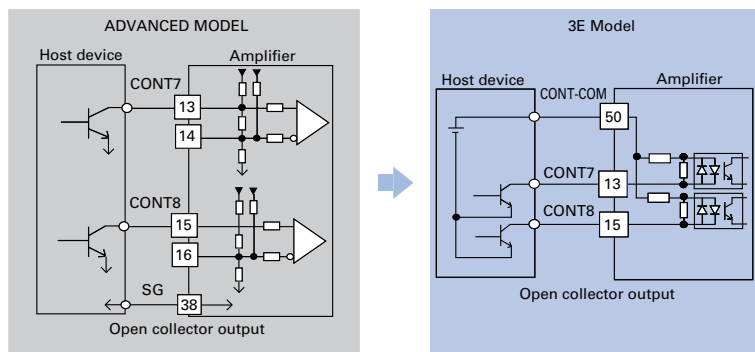 ADVANCED MODEL
Host device
Amplifier
CONT7
13
14
CONT8
15
16
SG
38
Open collector output
3E Model
Host device
Amplifier
CONT-COM
50
CONT7
13
CONT8
15
Open collector output